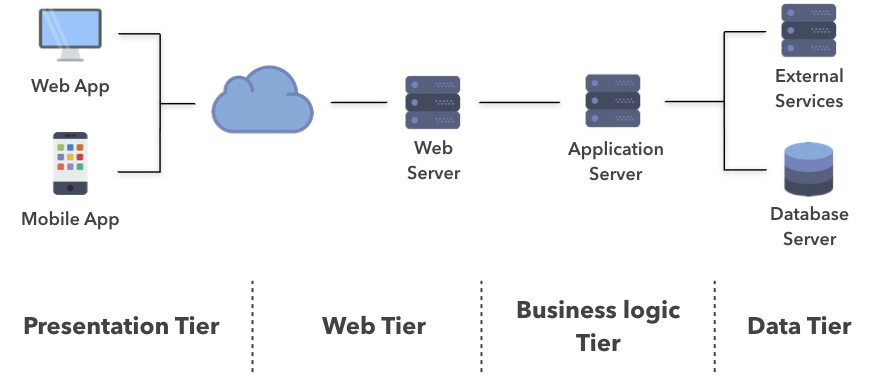 Web App
Mobile App
Web
Server
Application
Server
External
Services
Database
Server
Presentation Tier
Web Tier
Business logic
Tier
Data Tier